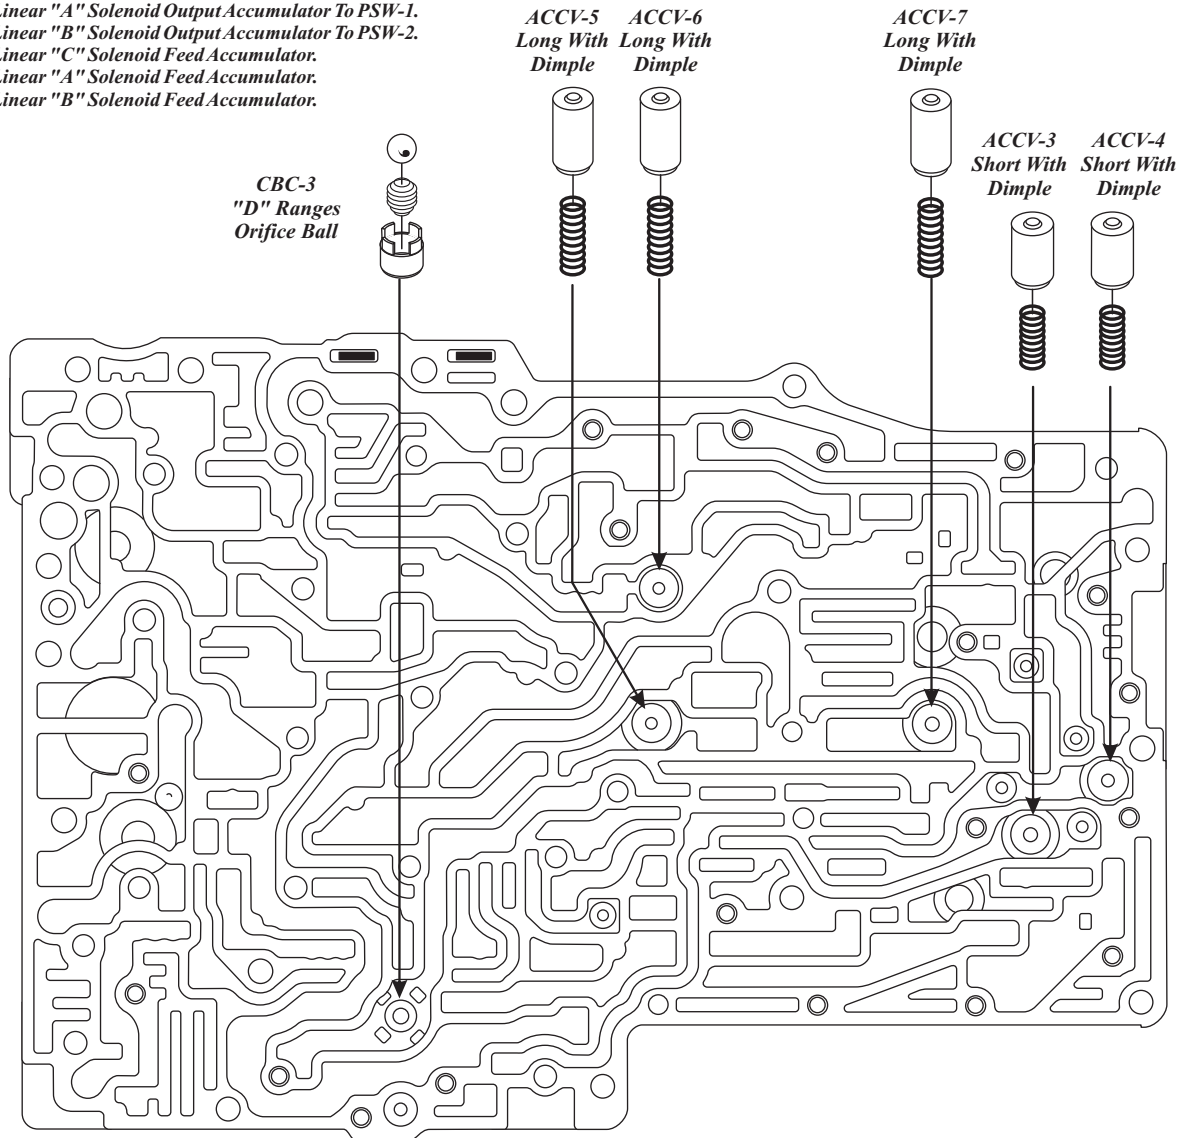 Linear "A" Solenoid Output Accumulator To PSW-1.
Linear "B" Solenoid Output Accumulator To PSW-2.
Linear "C" Solenoid Feed Accumulator.
Linear "A" Solenoid Feed Accumulator.
Linear "B" Solenoid Feed Accumulator.
ACCV-5
Long With
Dimple
ACCV-6
Long With
Dimple
ACCV-7
Long With
Dimple
ACCV-3
Short With
Dimple
ACCV-4
Short With
Dimple
CBC-3
"D" Ranges
Orifice Ball